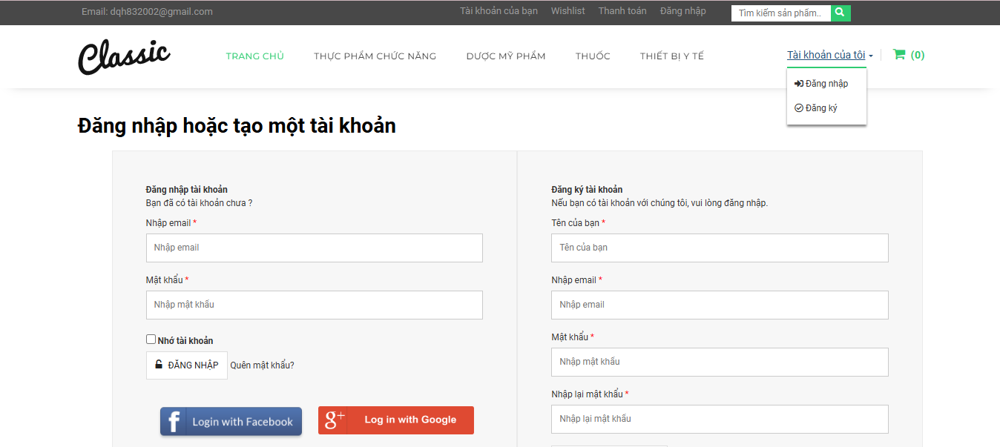 Email: dqh832002@gmail.com
Tài khoản của bạn Wishlist Thanh toán Đăng nhập
Tìm kiếm sản phẩm..
Classic
TRANG CHỦ THỰC PHẨM CHỨC NĂNG DƯỢC MỸ PHẨM THUỐC THIẾT BỊ Y TẾ
Tài khoản của tôi
(0)
Đăng nhập
Đăng ký
Đăng nhập hoặc tạo một tài khoản
Đăng nhập tài khoản
Bạn đã có tài khoản chưa ?
Nhập email *
Nhập email
Mật khẩu *
Nhập mật khẩu
Nhớ tài khoản
ĐĂNG NHẬP Quên mật khẩu?
f Login with Facebook
g+ Log in with Google
Đăng ký tài khoản
Nếu bạn có tài khoản với chúng tôi, vui lòng đăng nhập.
Tên của bạn *
Tên của bạn
Nhập email *
Nhập email
Mật khẩu *
Nhập mật khẩu
Nhập lại mật khẩu *
Nhập lại mật khẩu